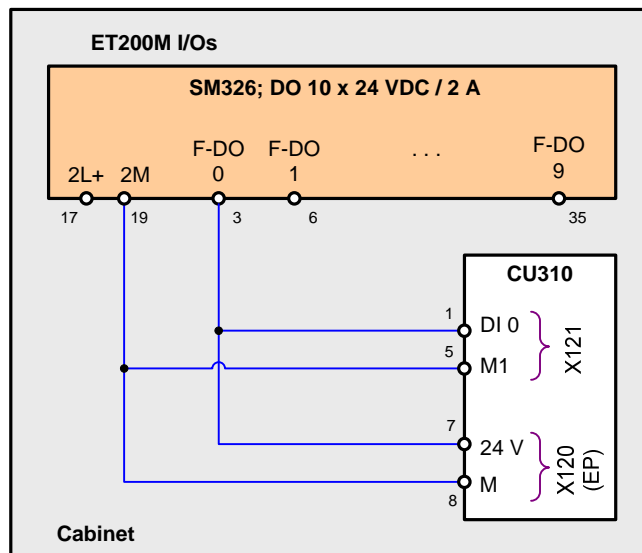 ET200M I/Os
SM326; DO 10 x 24 VDC / 2 A
F-DO F-DO . . . F-DO
2L+ 2M 0 1 9
17 19 3 6 35
CU310
1 DI 0
5 M1
X121
7 24 V
8 M
X120
(EP)
Cabinet